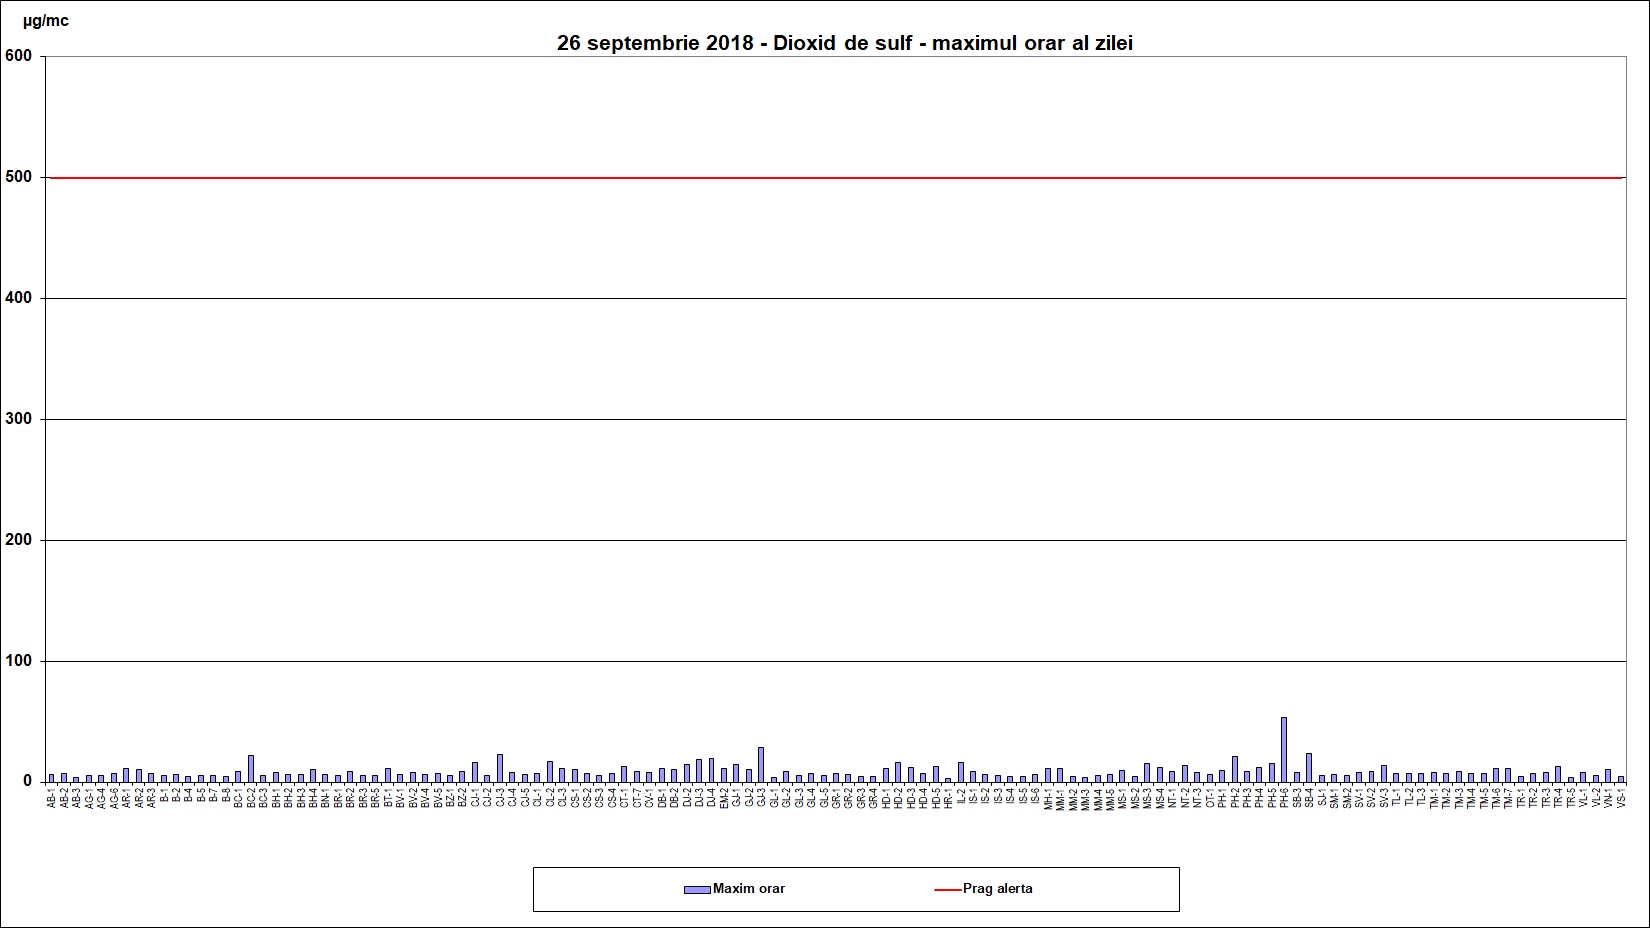 µg/mc
26 septembrie 2018 - Dioxid de sulf - maximul orar al zilei
600
500
400
300
200
100
0
AB-1 AB-2 AB-3 AG-1 AG-4 AG-6 AR-1 AR-2 AR-3 B-1 B-2 B-4 B-5 B-7 B-8 BC-1 BC-2 BC-3 BH-1 BH-2 BH-3 BH-4 BN-1 BR-1 BR-2 BR-3 BR-5 BT-1 BV-1 BV-2 BV-4 BV-5 BZ-1 BZ-2 CJ-1 CJ-2 CJ-3 CJ-4 CJ-5 CL-1 CL-2 CL-3 CS-1 CS-2 CS-3 CS-4 CT-1 CT-7 CV-1 DB-1 DB-2 DJ-2 DJ-3 DJ-4 EM-2 GJ-1 GJ-2 GJ-3 GL-1 GL-2 GL-3 GL-4 GL-5 GR-1 GR-2 GR-3 GR-4 HD-1 HD-2 HD-3 HD-4 HD-5 HR-1 IL-2 IS-1 IS-2 IS-3 IS-4 IS-5 IS-6 MH-1 MM-1 MM-2 MM-3 MM-4 MM-5 MS-1 MS-2 MS-3 MS-4 NT-1 NT-2 NT-3 OT-1 PH-1 PH-2 PH-3 PH-4 PH-5 PH-6 SB-3 SB-4 SJ-1 SM-1 SM-2 SV-1 SV-2 SV-3 TL-1 TL-2 TL-3 TM-1 TM-2 TM-3 TM-4 TM-5 TM-6 TM-7 TR-1 TR-2 TR-3 TR-4 TR-5 VL-1 VL-2 VN-1 VS-1
Maxim orar Prag alerta